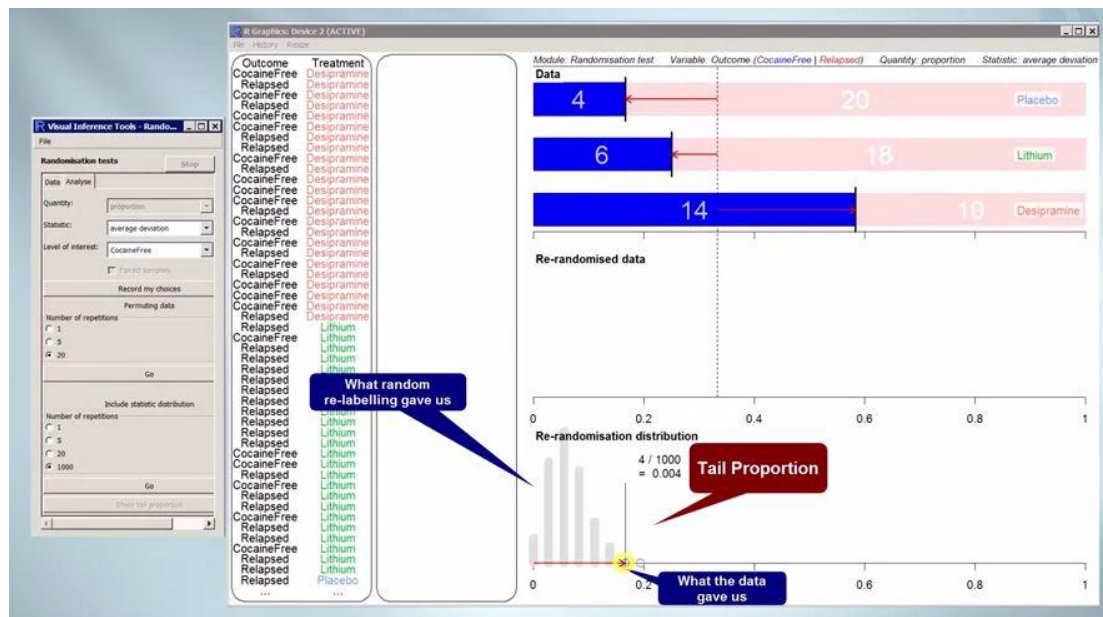 R Graphics: Device 2 (ACTIVE)
File History Resize
Outcome Treatment
CocaineFree Desipramine
Relapsed Desipramine
CocaineFree Desipramine
Relapsed Desipramine
CocaineFree Desipramine
CocaineFree Desipramine
Relapsed Desipramine
Relapsed Desipramine
CocaineFree Desipramine
Relapsed Desipramine
CocaineFree Desipramine
CocaineFree Desipramine
CocaineFree Desipramine
Relapsed Desipramine
CocaineFree Desipramine
Relapsed Desipramine
CocaineFree Desipramine
Relapsed Desipramine
CocaineFree Desipramine
Relapsed Desipramine
CocaineFree Desipramine
CocaineFree Desipramine
CocaineFree Desipramine
Relapsed Desipramine
Relapsed Lithium
CocaineFree Lithium
Relapsed Lithium
Relapsed Lithium
Relapsed Lithium
Relapsed
Relapsed
Relapsed
Relapsed Lithium
Relapsed Lithium
Relapsed Lithium
Relapsed Lithium
CocaineFree Lithium
CocaineFree Lithium
Relapsed Lithium
CocaineFree Lithium
Relapsed Lithium
Relapsed Lithium
CocaineFree Lithium
Relapsed Lithium
Relapsed Lithium
CocaineFree Lithium
Relapsed Lithium
Relapsed Lithium
Relapsed Placebo
... ...
Visual Inference Tools - Rando...
File
Randomisation tests Stop
Data Analyse
Quantity: proportion
Statistic: average deviation
Level of interest: CocaineFree
Paired samples
Record my choices
Permuting data
Number of repetitions
1
5
20
Go
Include statistic distribution
Number of repetitions
1
5
20
1000
Go
Show tail proportion
Module: Randomisation test Variable: Outcome (CocaineFree | Relapsed) Quantity: proportion Statistic: average deviation
Data
4 20 Placebo
6 18 Lithium
14 10 Desipramine
Re-randomised data
What random
re-labelling gave us
0 0.2 0.4 0.6 0.8 1
Re-randomisation distribution
4 / 1000
= 0.004
Tail Proportion
0 0.2 0.6 0.8 1
What the data
gave us